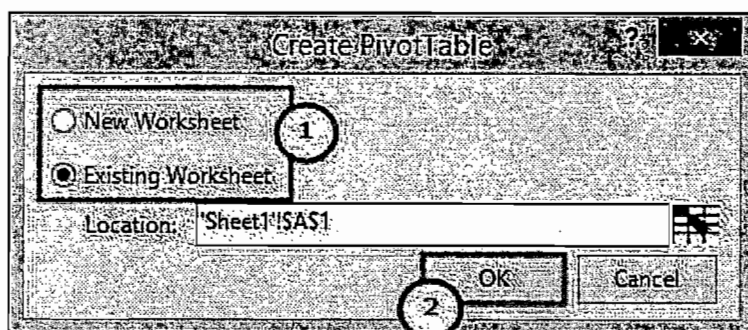 Create PivotTable ? ×
New Worksheet
1
Existing Worksheet
Location: 'Sheet1'!$A$1
OK Cancel
2